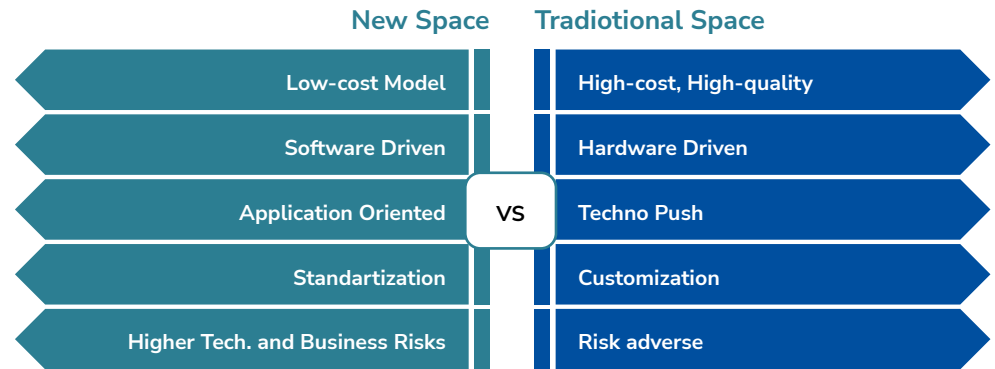 New Space
Tradiotional Space
Low-cost Model
High-cost, High-quality
Software Driven
Hardware Driven
Application Oriented
VS
Techno Push
Standartization
Customization
Higher Tech. and Business Risks
Risk adverse